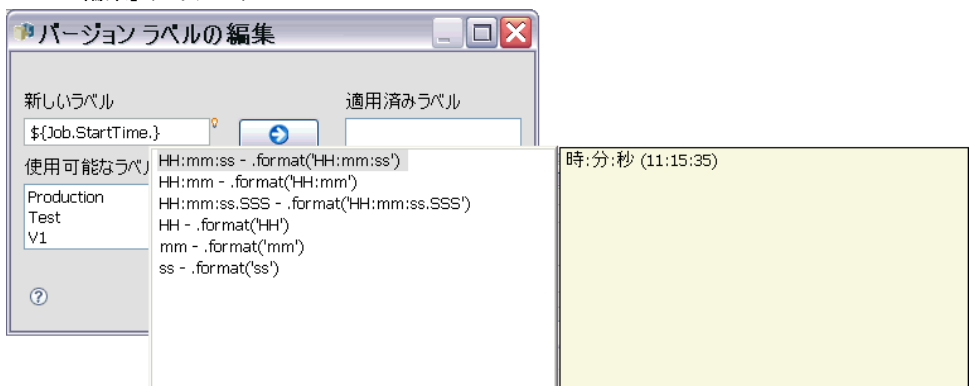 バージョン ラベルの編集
新しいラベル
適用済みラベル
${Job.StartTime.}
使用可能なラベル
Production
Test
V1
HH:mm:ss - .format('HH:mm:ss')
HH:mm - .format('HH:mm')
HH:mm:ss.SSS - .format('HH:mm:ss.SSS')
HH - .format('HH')
mm - .format('mm')
ss - .format('ss')
時:分:秒 (11:15:35)